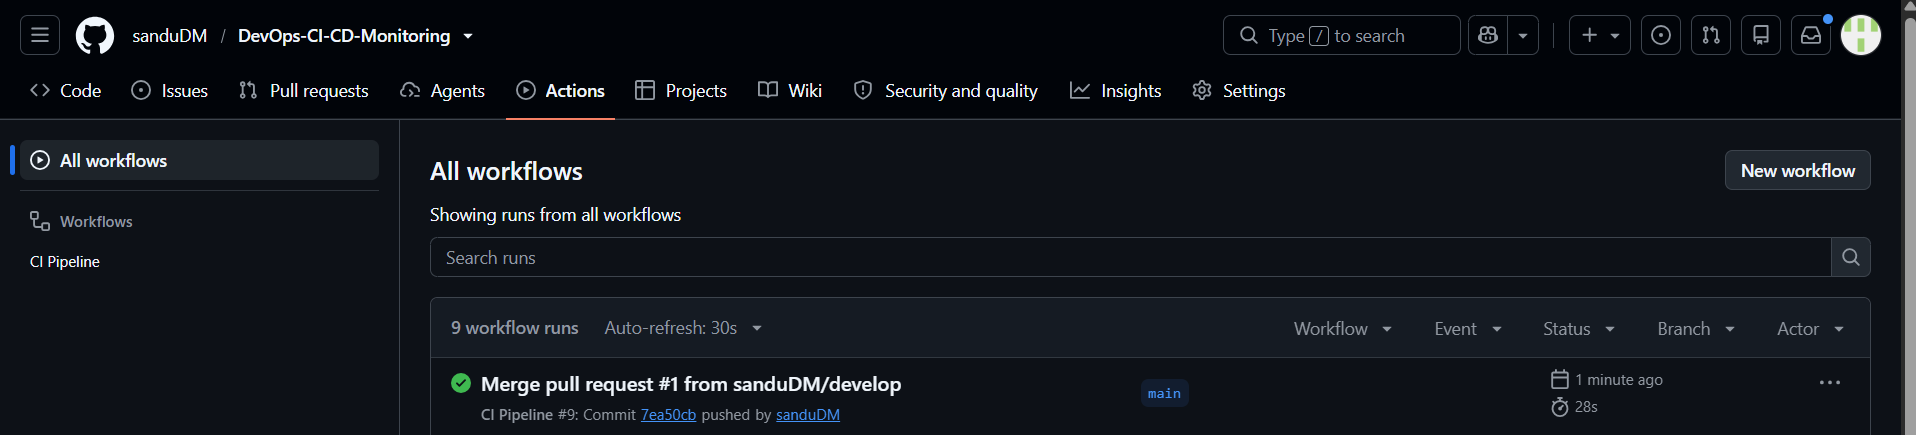 sanduDM / DevOps-CI-CD-Monitoring
Type / to search
Code Issues Pull requests Agents Actions Projects Wiki Security and quality Insights Settings
All workflows
Workflows
CI Pipeline
All workflows
New workflow
Showing runs from all workflows
Search runs
9 workflow runs Auto-refresh: 30s Workflow Event Status Branch Actor
Merge pull request #1 from sanduDM/develop
CI Pipeline #9: Commit 7ea50cb pushed by sanduDM
main
1 minute ago
28s